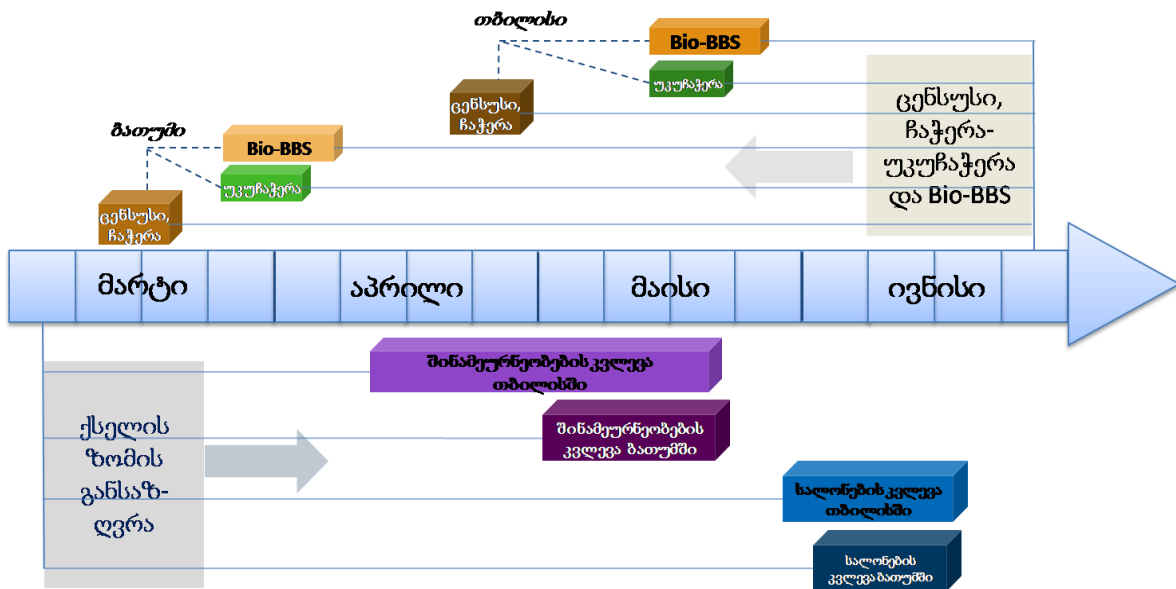 თბილისი
Bio-BBS
უკუჩაჭერა
ცენსუსი,
ჩაჭერა
ბათუმი
Bio-BBS
უკუჩაჭერა
ცენსუსი,
ჩაჭერა
ცენსუსი,
ჩაჭერა-
უკუჩაჭერა
და Bio-BBS
მარტი
აპრილი
მაისი
ივნისი
ქსელის
ზომის
განსაზ-
ღვრა
შინამეურნეობების კვლევა
თბილისში
შინამეურნეობების
კვლევა ბათუმში
სალონების კვლევა
თბილისში
სალონების
კვლევა ბათუმში